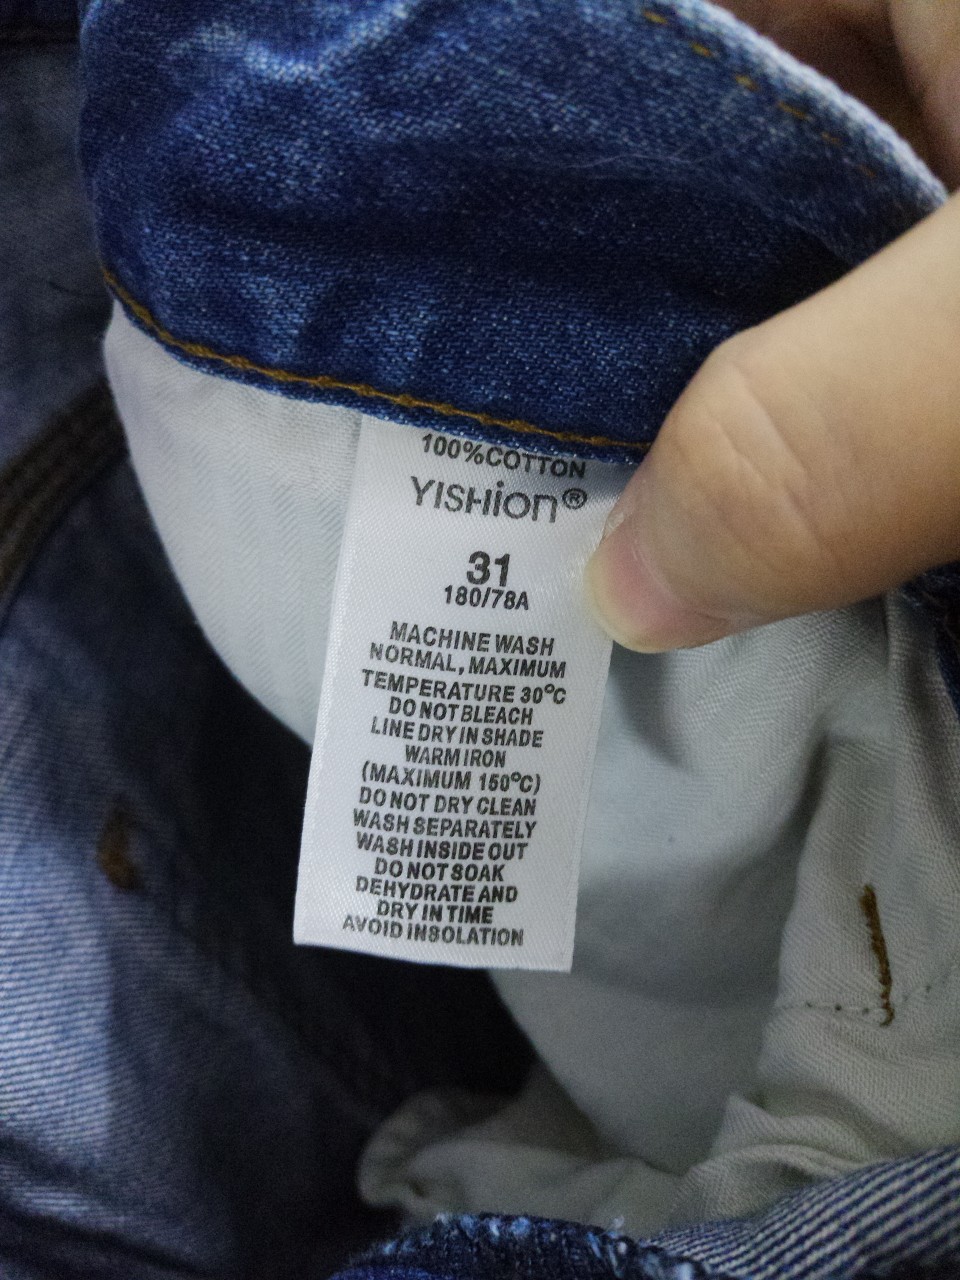 100%COTTON
YISHION®
31
180/78A
MACHINE WASH
NORMAL, MAXIMUM
TEMPERATURE 30°C
DO NOT BLEACH
LINE DRY IN SHADE
WARM IRON
(MAXIMUM 150°C)
DO NOT DRY CLEAN
WASH SEPARATELY
WASH INSIDE OUT
DO NOT SOAK
DEHYDRATE AND
DRY IN TIME
AVOID INSOLATION